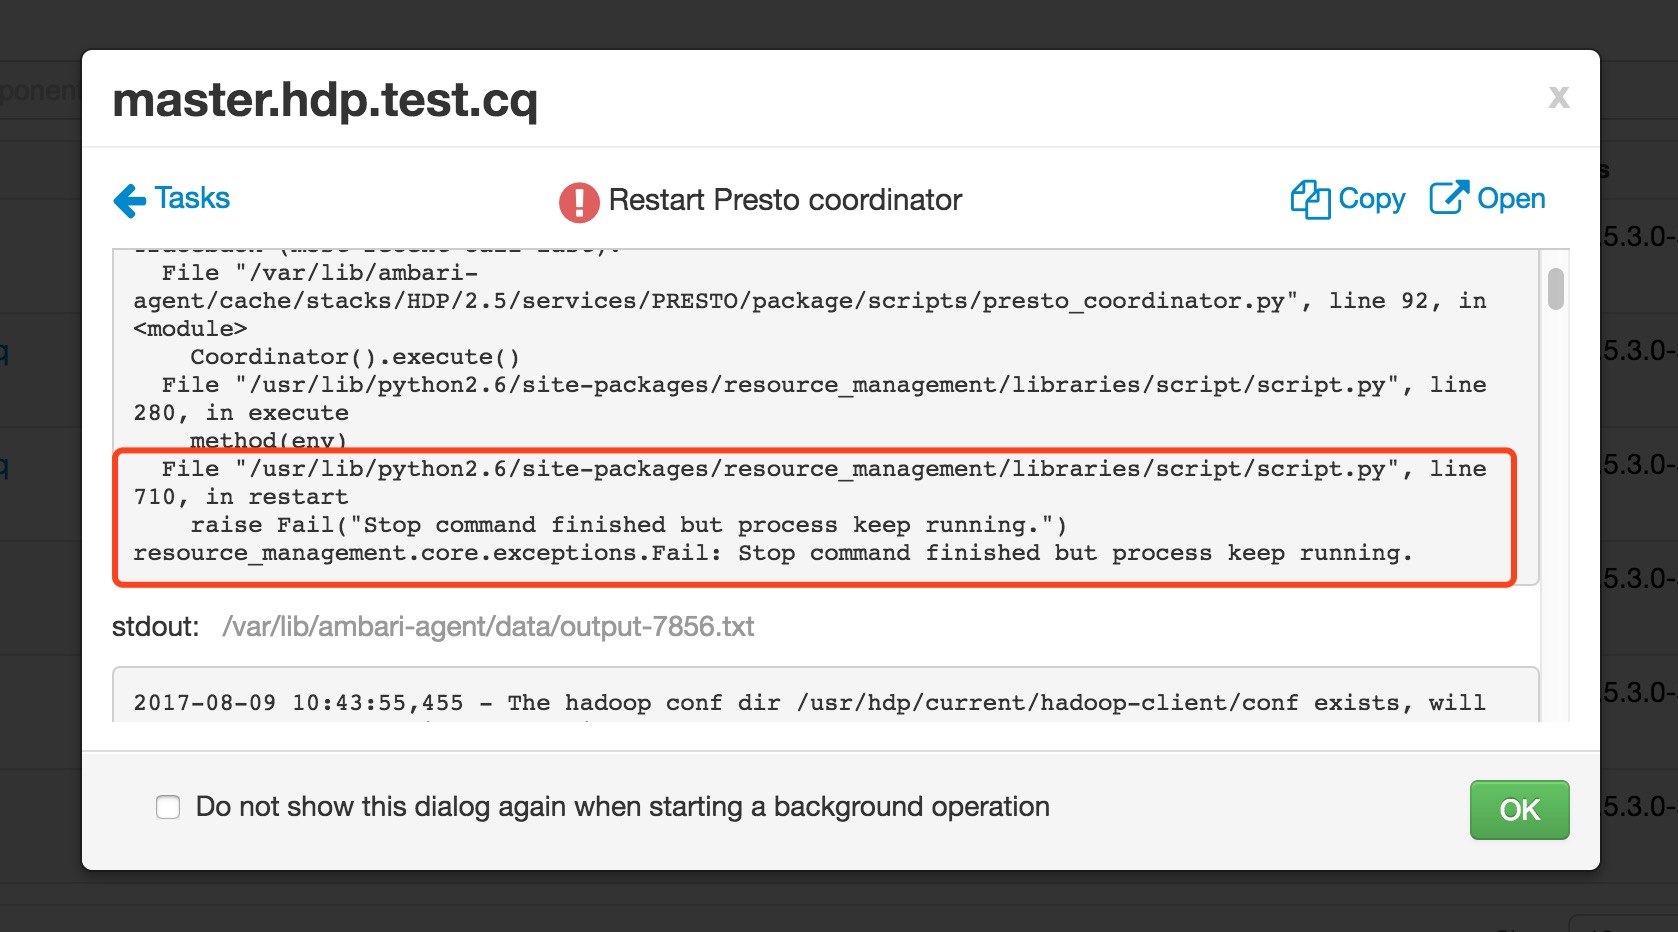 ponent
master.hdp.test.cq
x
Tasks
Restart Presto coordinator
Copy
Open
s
Traceback (most recent call last):
File "/var/lib/ambari-
agent/cache/stacks/HDP/2.5/services/PRESTO/package/scripts/presto_coordinator.py", line 92, in
<module>
Coordinator().execute()
File "/usr/lib/python2.6/site-packages/resource_management/libraries/script/script.py", line
280, in execute
method(env)
File "/usr/lib/python2.6/site-packages/resource_management/libraries/script/script.py", line
710, in restart
raise Fail("Stop command finished but process keep running.")
resource_management.core.exceptions.Fail: Stop command finished but process keep running.
stdout: /var/lib/ambari-agent/data/output-7856.txt
2017-08-09 10:43:55,455 - The hadoop conf dir /usr/hdp/current/hadoop-client/conf exists, will
Do not show this dialog again when starting a background operation
OK
5.3.0-
q
5.3.0-
q
5.3.0-
5.3.0-
5.3.0-
5.3.0-